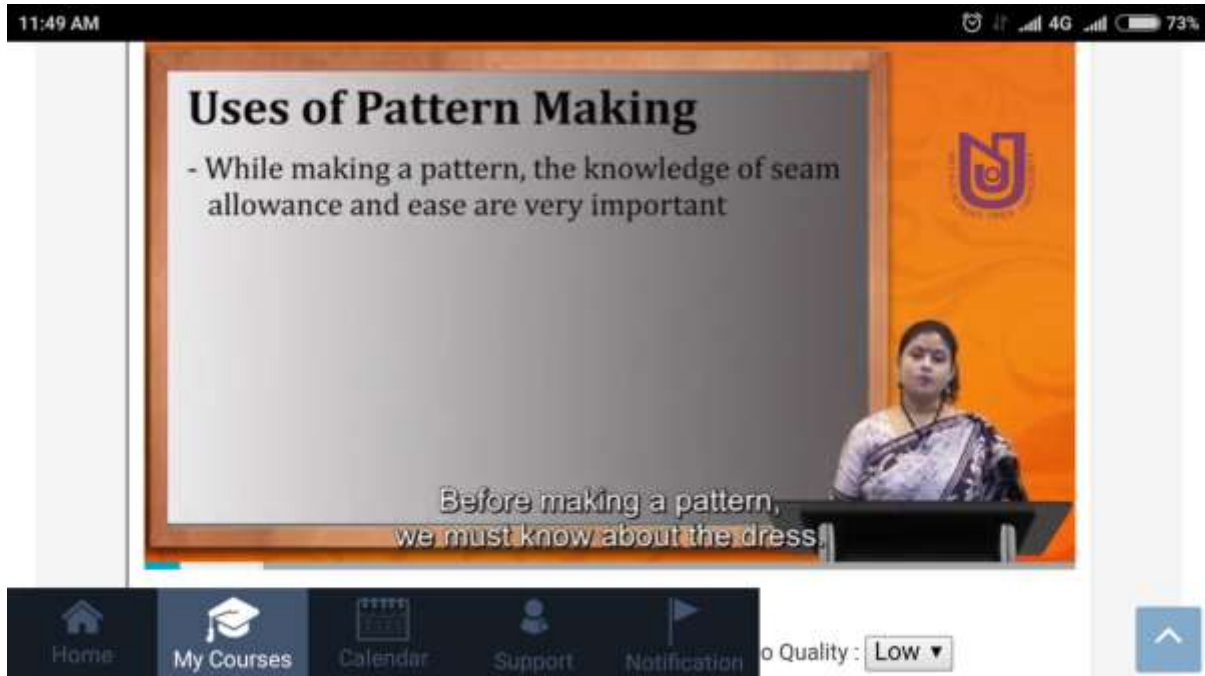 11:49 AM
4G
73%
Uses of Pattern Making
- While making a pattern, the knowledge of seam
allowance and ease are very important
Before making a pattern,
we must know about the dress,
Home
My Courses
Calendar
Support
Notification
o Quality : Low ▾